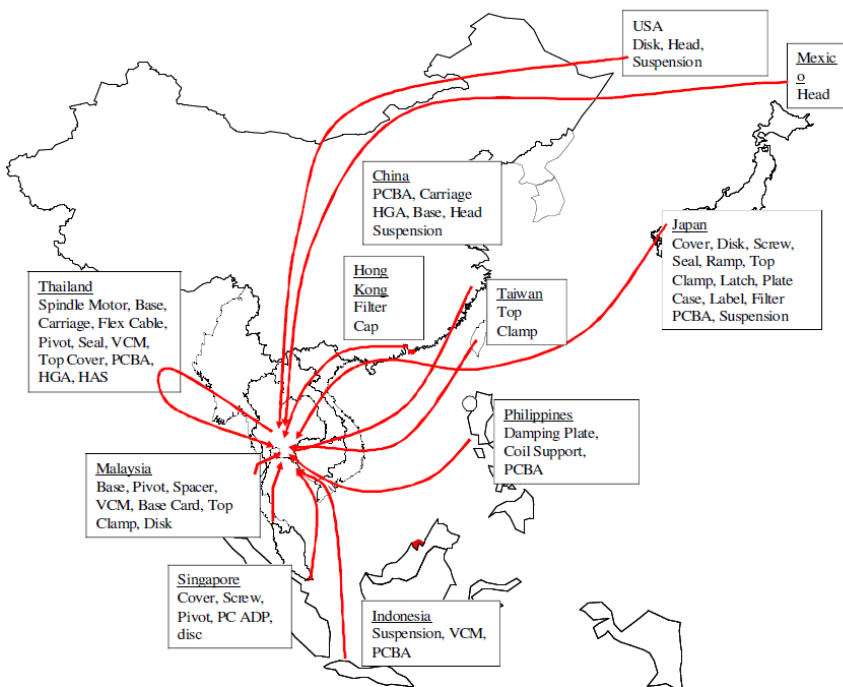 USA
Disk, Head,
Suspension
Mexic
o
Head
China
PCBA, Carriage
HGA, Base, Head
Suspension
Japan
Cover, Disk, Screw,
Seal, Ramp, Top
Clamp, Latch, Plate
Case, Label, Filter
PCBA, Suspension
Hong
Kong
Filter
Cap
Taiwan
Top
Clamp
Thailand
Spindle Motor, Base,
Carriage, Flex Cable,
Pivot, Seal, VCM,
Top Cover, PCBA,
HGA, HAS
Philippines
Damping Plate,
Coil Support,
PCBA
Malaysia
Base, Pivot, Spacer,
VCM, Base Card, Top
Clamp, Disk
Singapore
Cover, Screw,
Pivot, PC ADP,
disc
Indonesia
Suspension, VCM,
PCBA